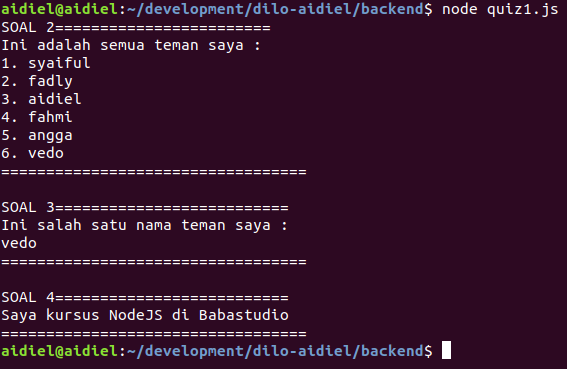 aidiel@aidiel:~/development/dilo-aidiel/backend$ node quiz1.js
SOAL 2========================
Ini adalah semua teman saya :
1. syaiful
2. fadly
3. aidiel
4. fahmi
5. angga
6. vedo
==================================
SOAL 3==========================
Ini salah satu nama teman saya :
vedo
==================================
SOAL 4==========================
Saya kursus NodeJS di Babastudio
==================================
aidiel@aidiel:~/development/dilo-aidiel/backend$